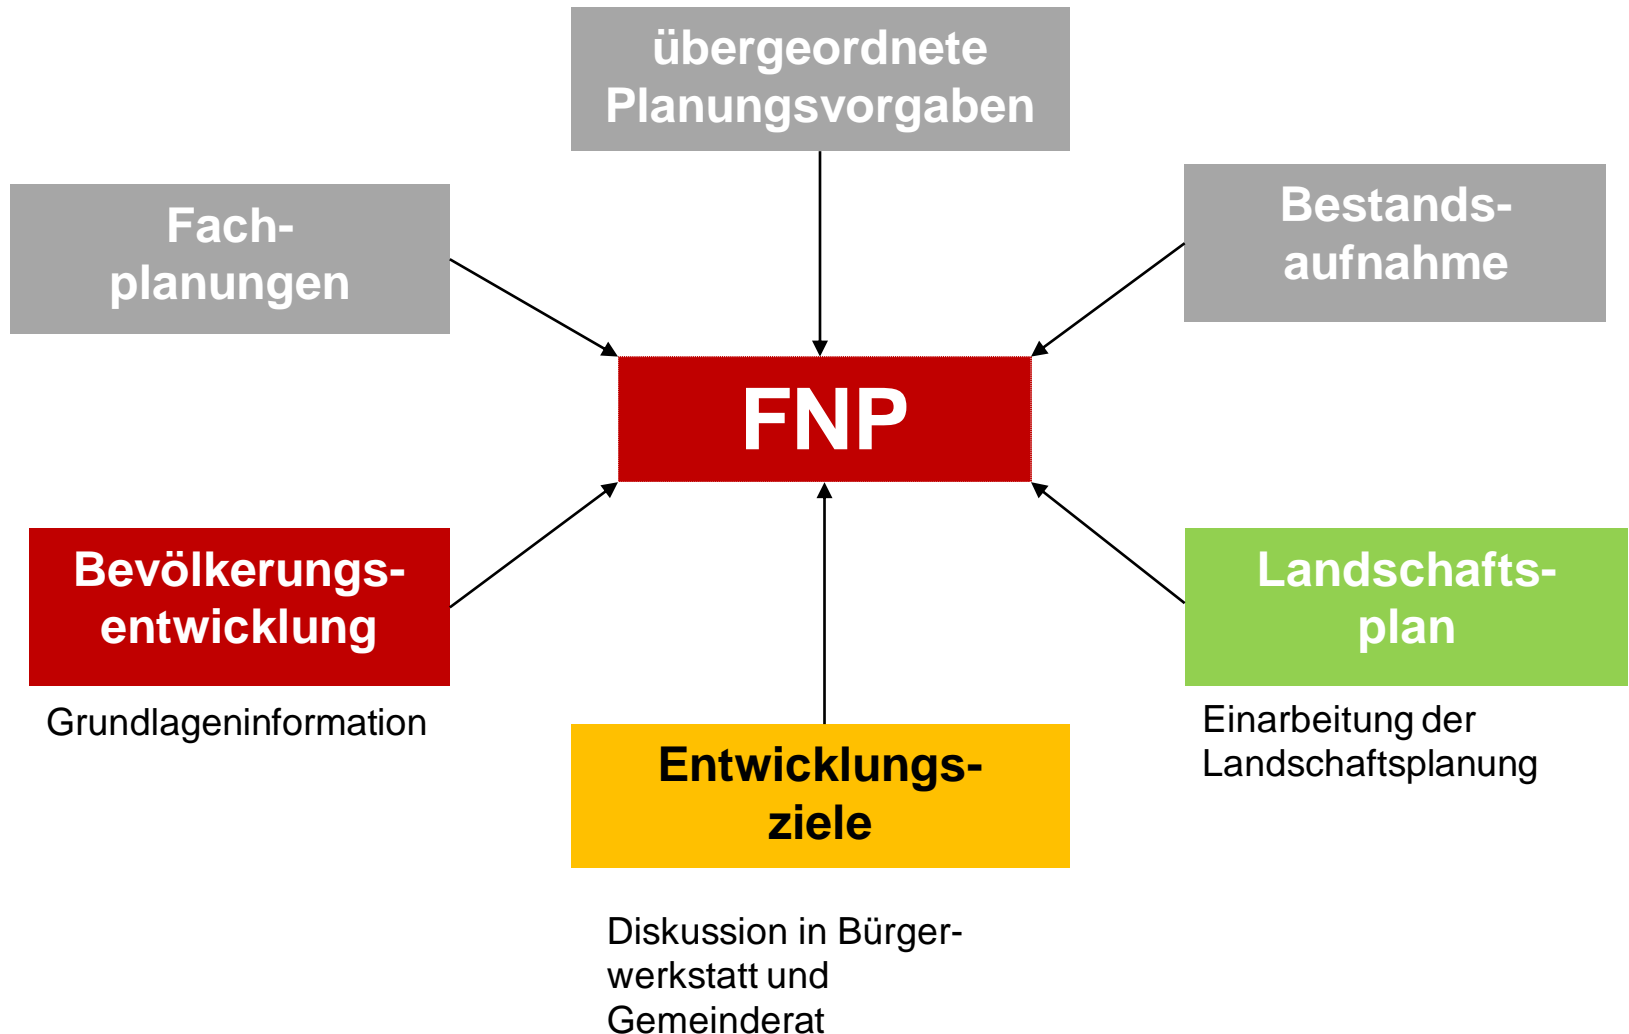 übergeordnete
Planungsvorgaben
Fach-
planungen
Bestands-
aufnahme
FNP
Bevölkerungs-
entwicklung
Grundlageninformation
Landschafts-
plan
Einarbeitung der
Landschaftsplanung
Entwicklungs-
ziele
Diskussion in Bürger-
werkstatt und
Gemeinderat